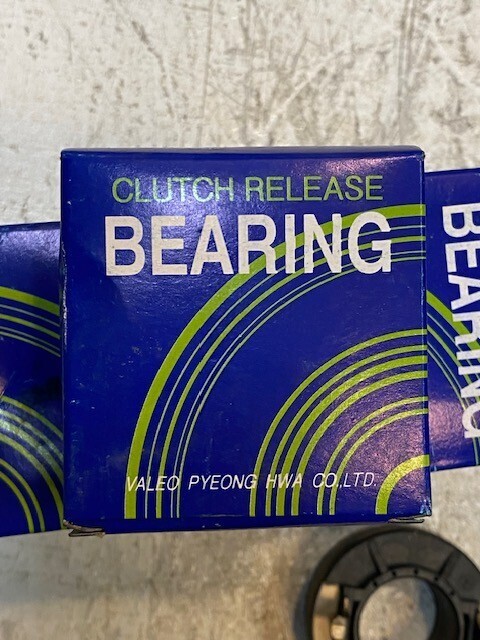 CLUTCH RELEASE
BEARING
VALEO PYEONG HWA CO.,LTD.
BEARING